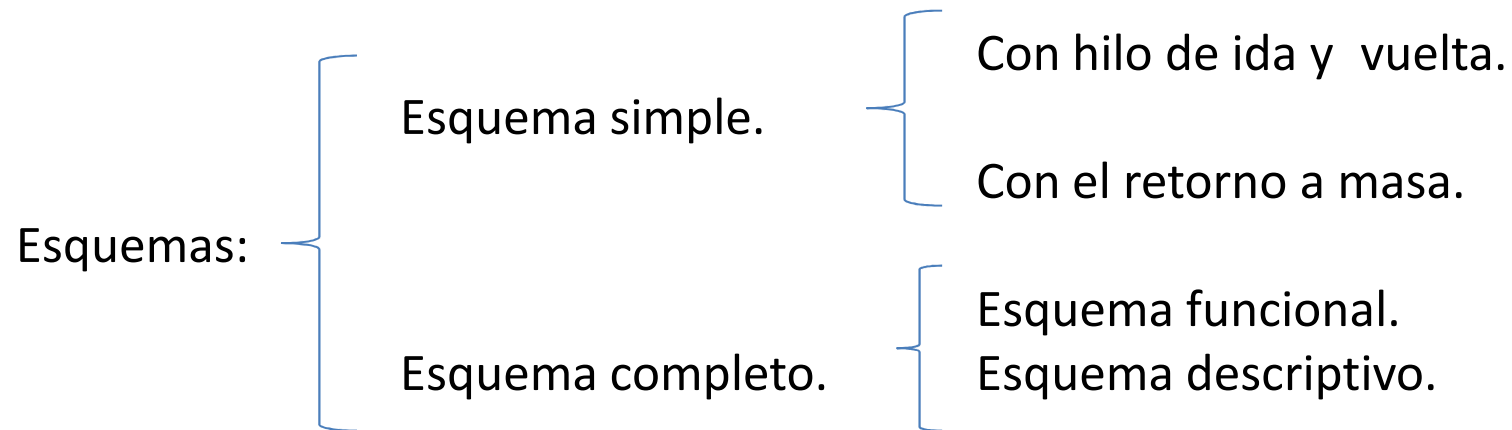 Esquemas:
Esquema simple.
Con hilo de ida y  vuelta.
Con el retorno a masa.
Esquema completo.
Esquema funcional.
Esquema descriptivo.